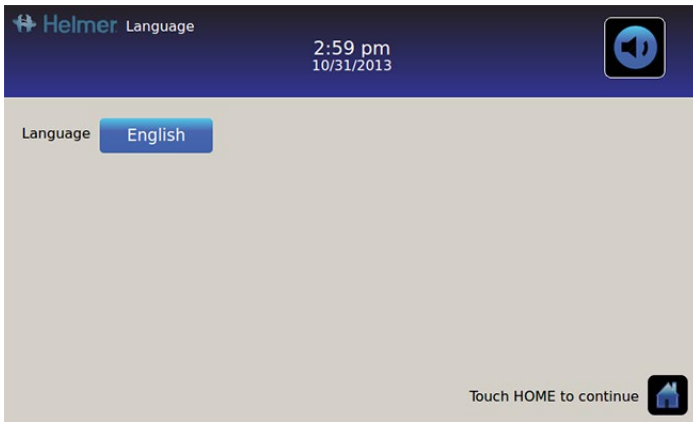 Helmer Language
2:59 pm
10/31/2013
Language English
Touch HOME to continue